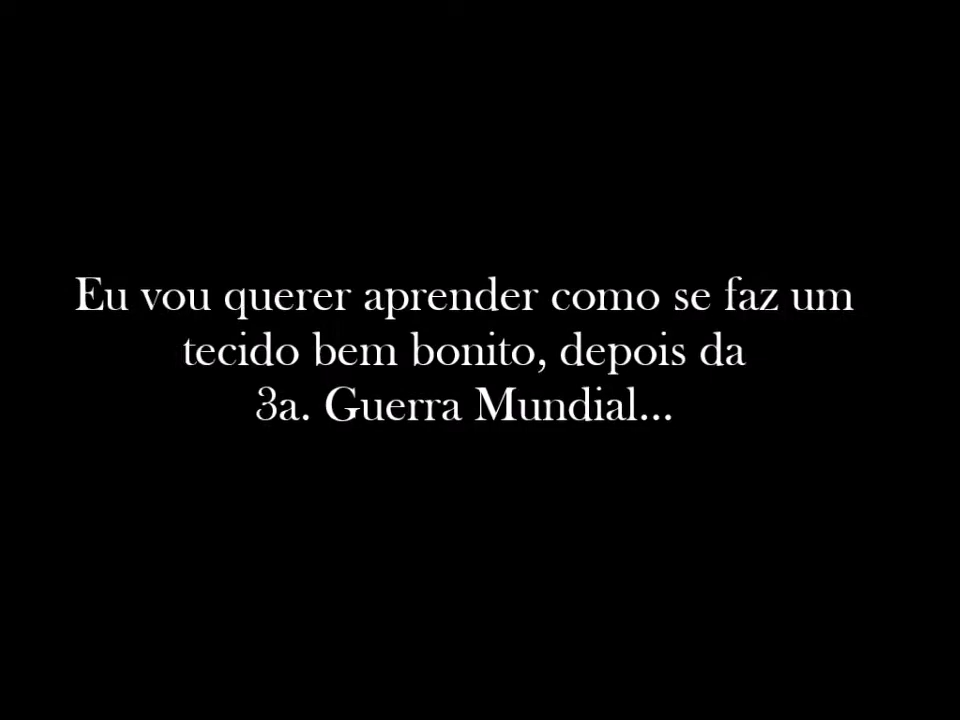 Eu vou querer aprender como se faz um
tecido bem bonito, depois da
3a. Guerra Mundial...